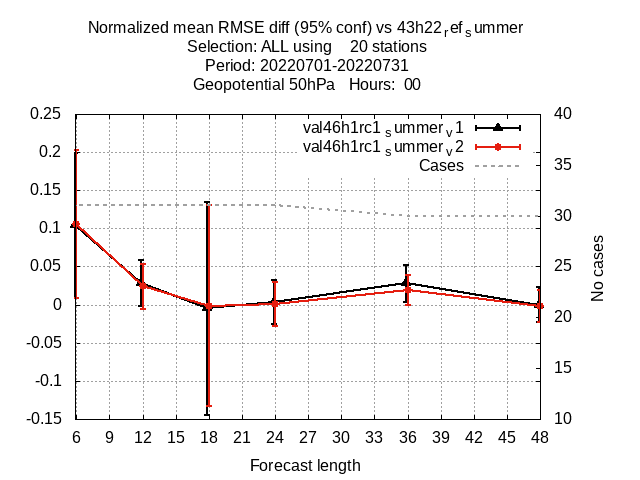 Normalized mean RMSE diff (95% conf) vs 43h22refsummer
Selection: ALL using 20 stations
Period: 20220701-20220731
Geopotential 50hPa Hours: 00
0.25
0.2
0.15
0.1
0.05
0
-0.05
-0.1
-0.15
val46h1rc1summerv1
val46h1rc1summerv2
Cases
40
35
30
25
20
15
10
No cases
6 9 12 15 18 21 24 27 30 33 36 39 42 45 48
Forecast length